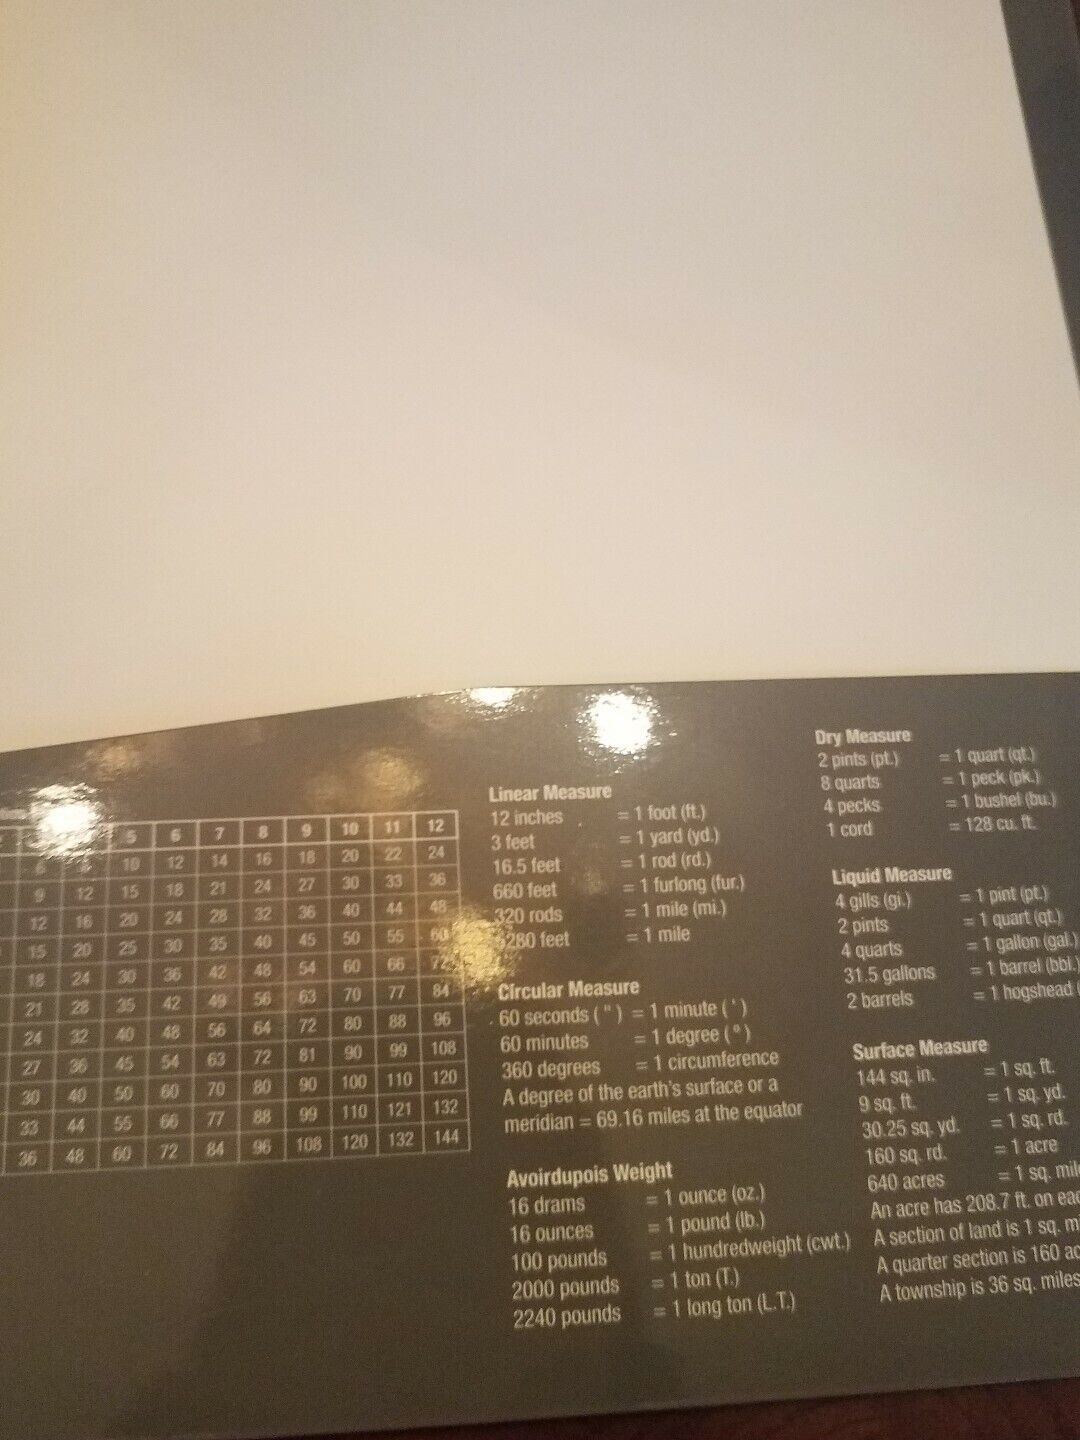 5 6 7 8 9 10 11 12
6 8 10 12 14 16 18 20 22 24
9 12 15 18 21 24 27 30 33 36
12 16 20 24 28 32 36 40 44 48
15 20 25 30 35 40 45 50 55 60
18 24 30 36 42 48 54 60 66 72
21 28 35 42 49 56 63 70 77 84
24 32 40 48 56 64 72 80 88 96
27 36 45 54 63 72 81 90 99 108
30 40 50 60 70 80 90 100 110 120
33 44 55 66 77 88 99 110 121 132
36 48 60 72 84 96 108 120 132 144
Linear Measure
12 inches = 1 foot (ft.)
3 feet = 1 yard (yd.)
16.5 feet = 1 rod (rd.)
660 feet = 1 furlong (fur.)
320 rods = 1 mile (mi.)
5280 feet = 1 mile
Circular Measure
60 seconds ( " ) = 1 minute ( ' )
60 minutes = 1 degree ( ° )
360 degrees = 1 circumference
A degree of the earth's surface or a
meridian = 69.16 miles at the equator
Avoirdupois Weight
16 drams = 1 ounce (oz.)
16 ounces = 1 pound (lb.)
100 pounds = 1 hundredweight (cwt.)
2000 pounds = 1 ton (T.)
2240 pounds = 1 long ton (L.T.)
Dry Measure
2 pints (pt.) = 1 quart (qt.)
8 quarts = 1 peck (pk.)
4 pecks = 1 bushel (bu.)
1 cord = 128 cu. ft.
Liquid Measure
4 gills (gi.) = 1 pint (pt.)
2 pints = 1 quart (qt.)
4 quarts = 1 gallon (gal.)
31.5 gallons = 1 barrel (bbl.)
2 barrels = 1 hogshead (
Surface Measure
144 sq. in. = 1 sq. ft.
9 sq. ft. = 1 sq. yd.
30.25 sq. yd. = 1 sq. rd.
160 sq. rd. = 1 acre
640 acres = 1 sq.
An acre has 208.7 ft. on
A section of land is 1 sq.
A quarter section is 160
A township is 36 sq. miles